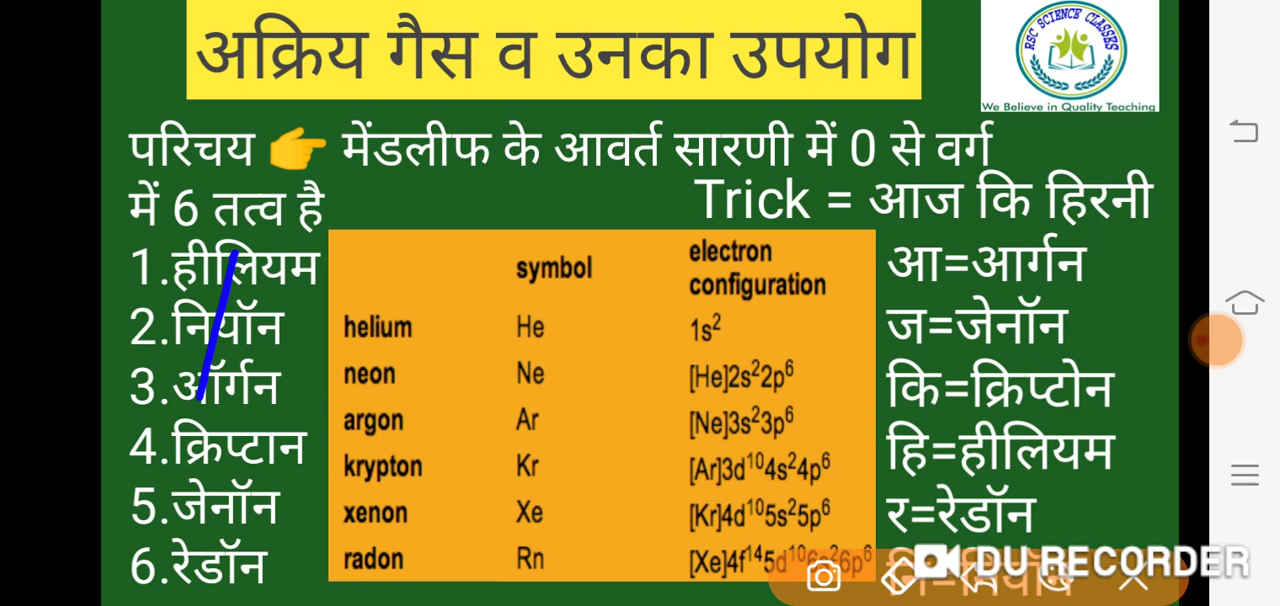 अक्रिय गैस व उनका उपयोग
RSC SCIENCE CLASSES
We Believe in Quality Teaching
परिचय 👉 मेंडलीफ के आवर्त सारणी में 0 से वर्ग
में 6 तत्व है
Trick = आज कि हिरनी
1.हीलियम
2.नियॉन
3.ऑर्गन
4.क्रिप्टान
5.जेनॉन
6.रेडॉन
symbol electron configuration
helium He 1s²
neon Ne [He]2s²2p⁶
argon Ar [Ne]3s²3p⁶
krypton Kr [Ar]3d¹⁰4s²4p⁶
xenon Xe [Kr]4d¹⁰5s²5p⁶
radon Rn [Xe]4f¹⁴5d¹⁰6s²6p⁶
आ=आर्गन
ज=जेनॉन
कि=क्रिप्टोन
हि=हीलियम
र=रेडॉन
DU RECORDER